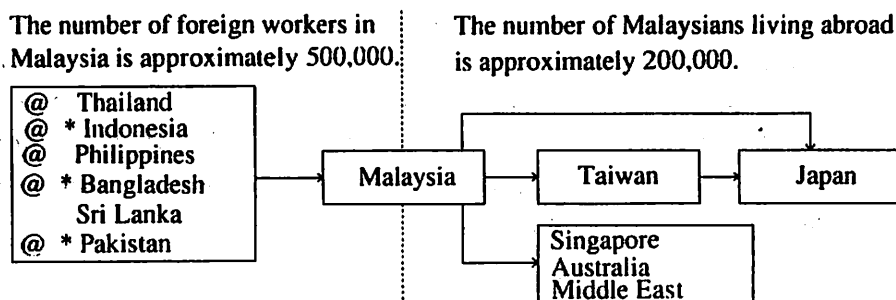 The number of foreign workers in
Malaysia is approximately 500,000.
The number of Malaysians living abroad
is approximately 200,000.
@ Thailand
@ * Indonesia
@ Philippines
@ * Bangladesh
Sri Lanka
@ * Pakistan
Malaysia
Taiwan
Japan
Singapore
Australia
Middle East